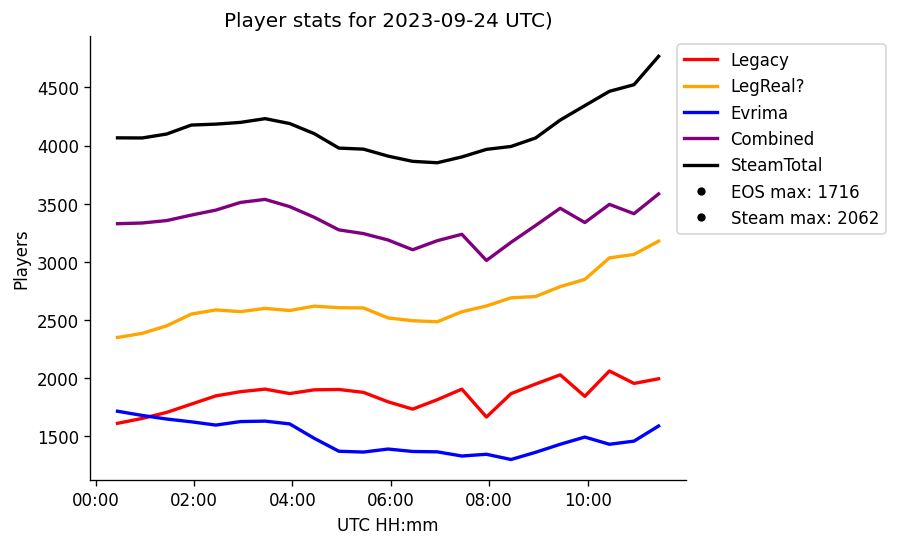 Player stats for 2023-09-24 UTC)
Players
4500
4000
3500
3000
2500
2000
1500
00:00 02:00 04:00 06:00 08:00 10:00
UTC HH:mm
Legacy
LegReal?
Evrima
Combined
SteamTotal
EOS max: 1716
Steam max: 2062